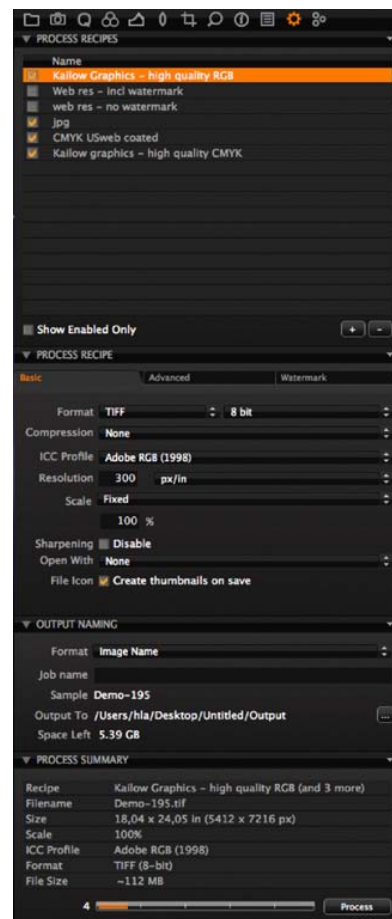 PROCESS RECIPES
Name
Kallow Graphics – high quality RGB
Web res – incl watermark
web res – no watermark
jpg
CMYK USweb coated
Kallow graphics – high quality CMYK
Show Enabled Only
+ -
PROCESS RECIPE
Basic Advanced Watermark
Format TIFF 8 bit
Compression None
ICC Profile Adobe RGB (1998)
Resolution 300 px/in
Scale Fixed
100 %
Sharpening Disable
Open With None
File Icon Create thumbnails on save
OUTPUT NAMING
Format Image Name
Job name
Sample Demo-195
Output To /Users/hla/Desktop/Untitled/Output ...
Space Left 5.39 GB
PROCESS SUMMARY
Recipe Kailow Graphics – high quality RGB (and 3 more)
Filename Demo-195.tif
Size 18,04 x 24,05 in (5412 x 7216 px)
Scale 100%
ICC Profile Adobe RGB (1998)
Format TIFF (8-bit)
File Size ~112 MB
4 Process